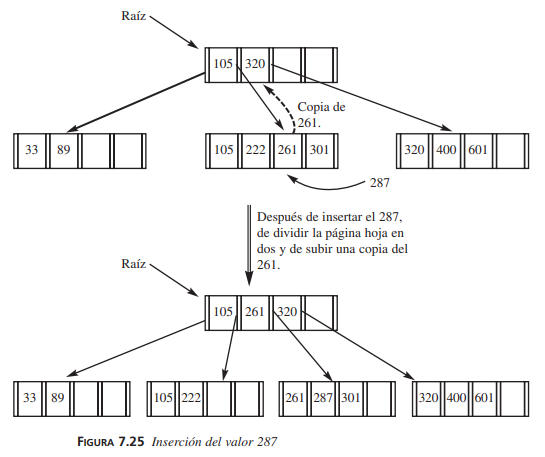 Raíz
105 320
Copia de
261.
33 89
105 222 261 301
320 400 601
287
Después de insertar el 287,
de dividir la página hoja en
dos y de subir una copia del
261.
Raíz
105 261 320
33 89
105 222
261 287 301
320 400 601
FIGURA 7.25 Inserción del valor 287